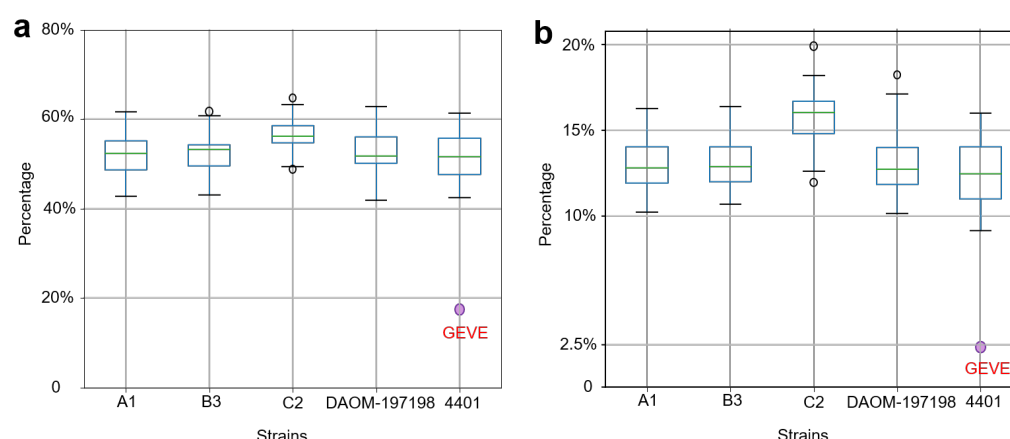 a
80%
60%
40%
20%
0
Percentage
GEVE
A1 B3 C2 DAOM-197198 4401
Strains
b
20%
15%
10%
2.5%
0
Percentage
GEVE
A1 B3 C2 DAOM-197198 4401
Strains